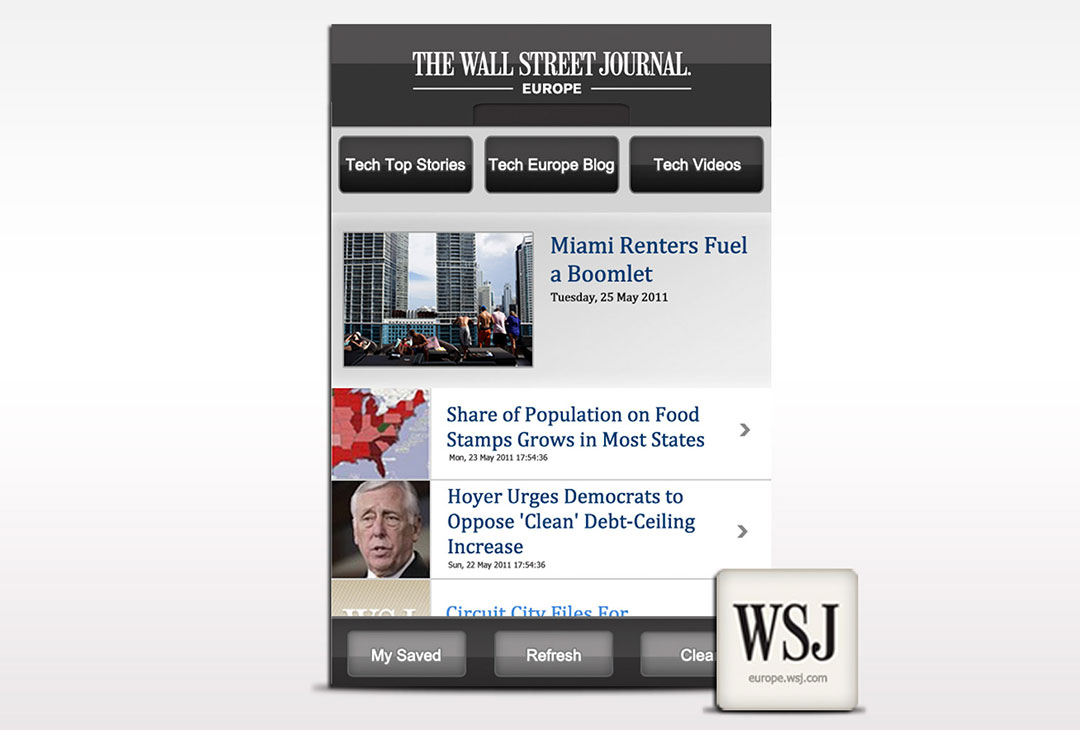 THE WALL STREET JOURNAL.
EUROPE
Tech Top Stories
Tech Europe Blog
Tech Videos
Miami Renters Fuel
a Boomlet
Tuesday, 25 May 2011
Share of Population on Food
Stamps Grows in Most States
Mon, 23 May 2011 17:54:36
Hoyer Urges Democrats to
Oppose 'Clean' Debt-Ceiling
Increase
Sun, 22 May 2011 17:54:36
WSJ
Circuit City Files For
My Saved
Refresh
Clea
WSJ
europe.wsj.com